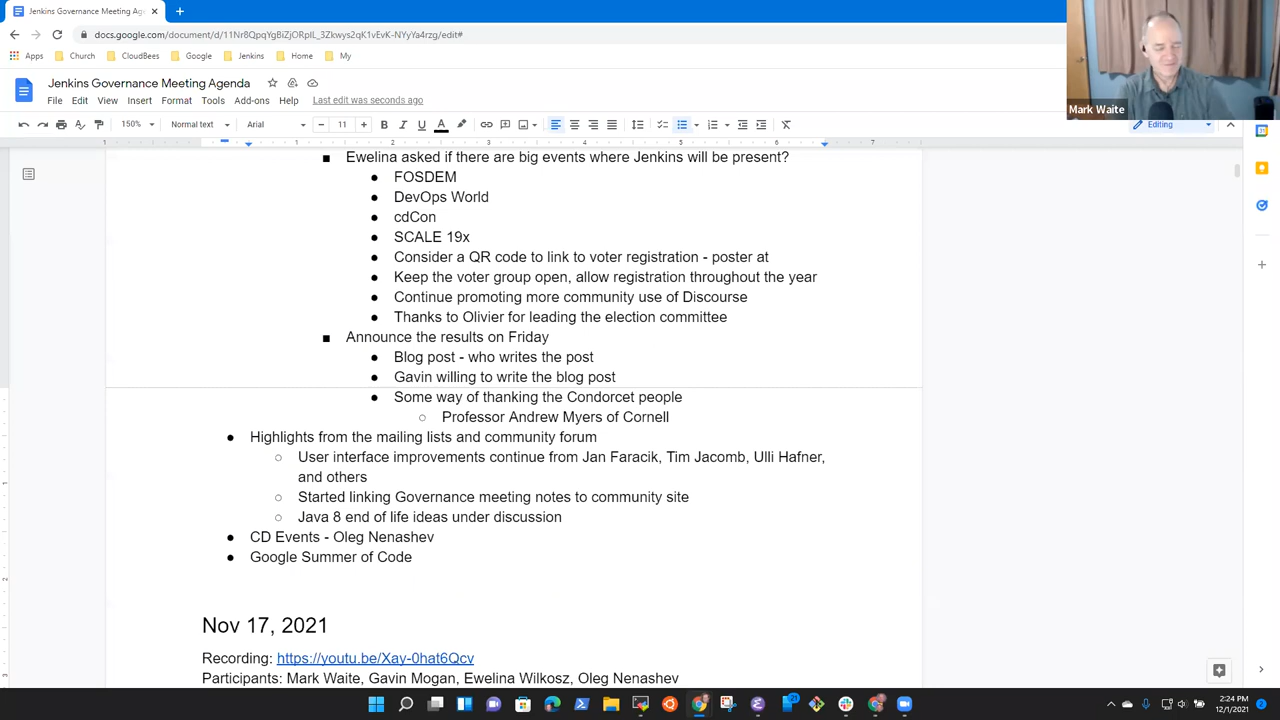 Jenkins Governance Meeting Ag
docs.google.com/document/d/11Nr8QpqYgBiZjORpIL_3Zkwys2qK1vEvK-NYyYa4rzg/edit#
Apps Church CloudBees Google Jenkins Home My
Jenkins Governance Meeting Agenda
File Edit View Insert Format Tools Add-ons Help Last edit was seconds ago
Mark Waite
150% Normal text Arial 11 Editing
1 1 2 3 4 5 6 7
Ewelina asked if there are big events where Jenkins will be present?
FOSDEM
DevOps World
cdCon
SCALE 19x
Consider a QR code to link to voter registration - poster at
Keep the voter group open, allow registration throughout the year
Continue promoting more community use of Discourse
Thanks to Olivier for leading the election committee
Announce the results on Friday
Blog post - who writes the post
Gavin willing to write the blog post
Some way of thanking the Condorcet people
Professor Andrew Myers of Cornell
Highlights from the mailing lists and community forum
User interface improvements continue from Jan Faracik, Tim Jacomb, Ulli Hafner,
and others
Started linking Governance meeting notes to community site
Java 8 end of life ideas under discussion
CD Events - Oleg Nenashev
Google Summer of Code
Nov 17, 2021
Recording: https://youtu.be/Xay-0hat6Qcv
Participants: Mark Waite, Gavin Mogan, Ewelina Wilkosz, Oleg Nenashev
2:24 PM
12/1/2021